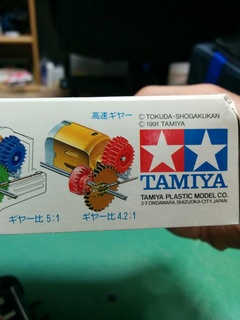 高速ギヤー
© TOKUDA・SHOGAKUKAN
© 1991 TAMIYA
TAMIYA
TAMIYA PLASTIC MODEL CO.
3-7, ONDAWARA, SHIZUOKA-CITY, JAPAN
ギヤー比 5:1
ギヤー比 4.2:1